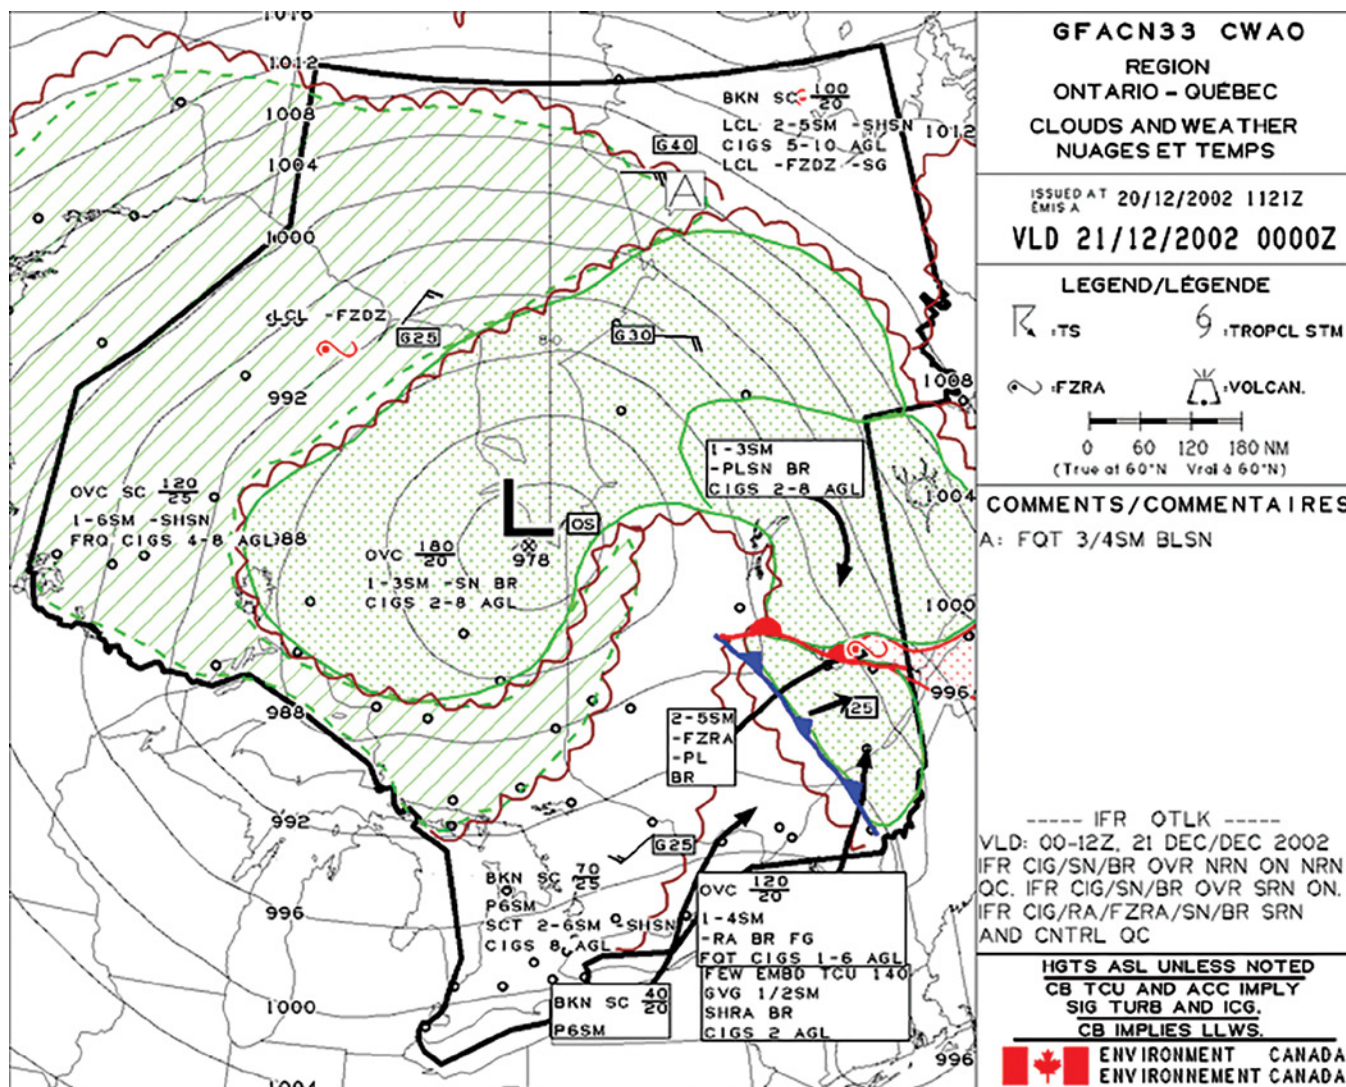 GFACN33 CWAO
REGION
ONTARIO - QUÉBEC
CLOUDS AND WEATHER
NUAGES ET TEMPS
ISSUED AT
ÉMIS A
20/12/2002 1121Z
VLD 21/12/2002 0000Z
LEGEND/LÉGENDE
:TS
:TROPCL STM
:FZRA
:VOLCAN.
0 60 120 180 NM
(True at 60°N Vrai à 60°N)
COMMENTS/COMMENTAIRES
A: FQT 3/4SM BLSN
----- IFR OTLK -----
VLD: 00-12Z, 21 DEC/DEC 2002
IFR CIG/SN/BR OVR NRN ON NRN
QC. IFR CIG/SN/BR OVR SRN ON.
IFR CIG/RA/FZRA/SN/BR SRN
AND CNTRL QC
HGTS ASL UNLESS NOTED
CB TCU AND ACC IMPLY
SIG TURB AND ICG.
CB IMPLIES LLWS.
ENVIRONMENT CANADA
ENVIRONNEMENT CANADA
1016
1012
1008
1004
1000
992
988
988
992
996
1000
1004
BKN SC 100/20
LCL 2-5SM -SHSN
CIGS 5-10 AGL
LCL -FZDZ -SG
1012
G40
A
LCL -FZDZ
G25
G30
80
1008
1-3SM
-PLSN BR
CIGS 2-8 AGL
1004
OVC SC 120/25
1-6SM -SHSN
FRQ CIGS 4-8 AGL
L
QS
978
OVC 180/20
1-3SM -SN BR
CIGS 2-8 AGL
1000
996
25
2-5SM
-FZRA
-PL
BR
G25
BKN SC 70/25
P6SM
SCT 2-6SM -SHSN
CIGS 8 AGL
BKN SC 40/20
P6SM
OVC 120/20
1-4SM
-RA BR FG
FQT CIGS 1-6 AGL
FEW EMBD TCU 140
GVG 1/2SM
SHRA BR
CIGS 2 AGL
996